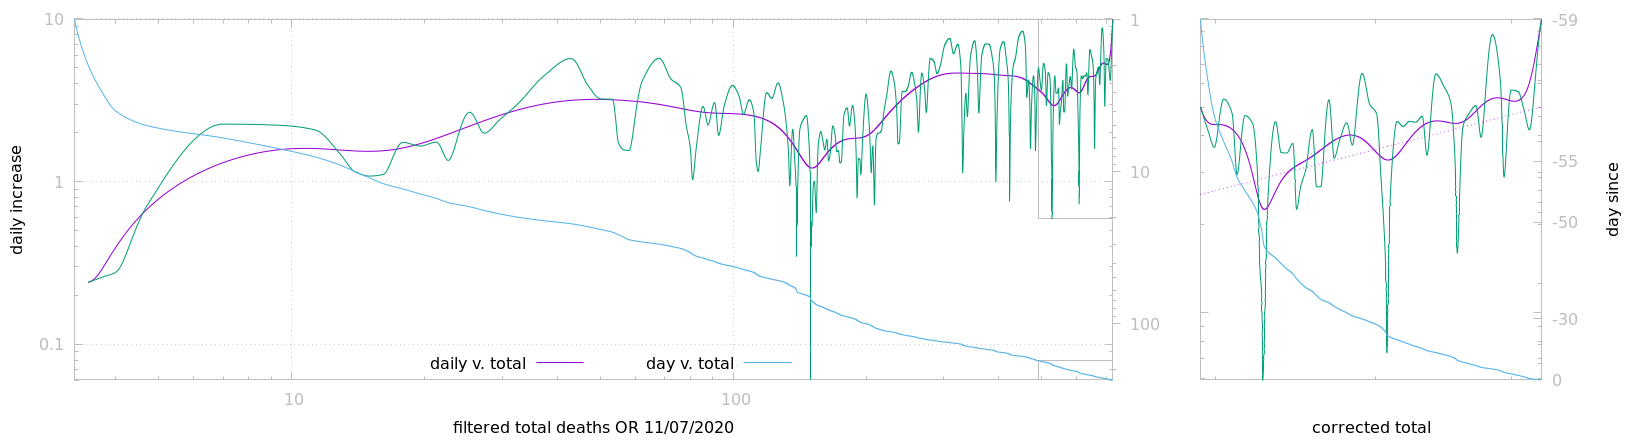 10
1
0.1
daily increase
10
100
daily v. total
day v. total
filtered total deaths OR 11/07/2020
1
10
100
-59
-55
-50
-30
0
day since
corrected total